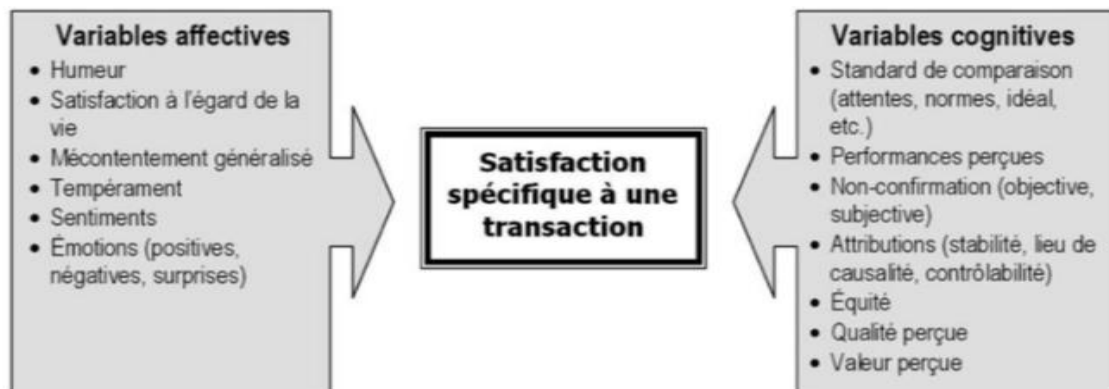 Variables affectives
• Humeur
• Satisfaction à l'égard de la
vie
• Mécontentement généralisé
• Tempérament
• Sentiments
• Émotions (positives,
négatives, surprises)
Satisfaction
spécifique à une
transaction
Variables cognitives
• Standard de comparaison
(attentes, normes, idéal,
etc.)
• Performances perçues
• Non-confirmation (objective,
subjective)
• Attributions (stabilité, lieu de
causalité, contrôlabilité)
• Équité
• Qualité perçue
• Valeur perçue